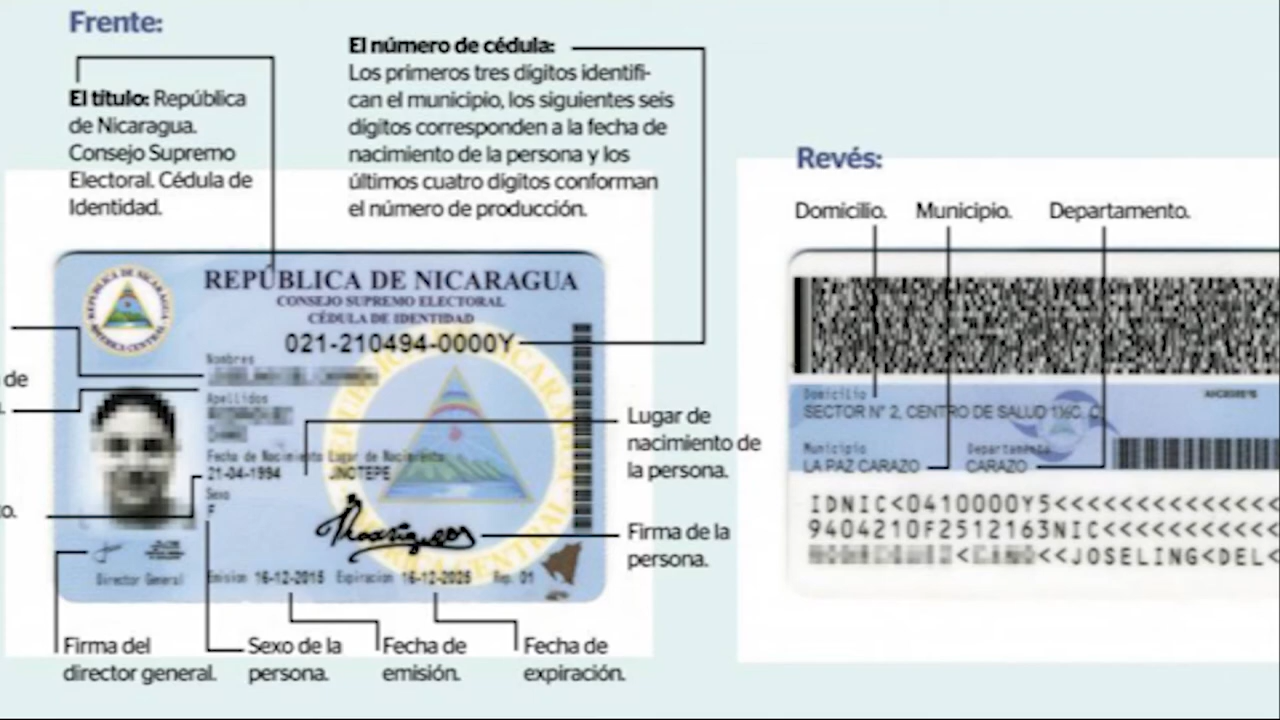 Frente:
El título: República
de Nicaragua.
Consejo Supremo
Electoral. Cédula de
Identidad.
El número de cédula:
Los primeros tres dígitos identifi-
can el municipio, los siguientes seis
dígitos corresponden a la fecha de
nacimiento de la persona y los
últimos cuatro dígitos conforman
el número de producción.
de
o.
REPÚBLICA DE NICARAGUA
CONSEJO SUPREMO ELECTORAL
CÉDULA DE IDENTIDAD
021-210494-0000Y
Nombres
Apellidos
Fecha de Nacimiento Lugar de Nacimiento
21-04-1994 JINOTEPE
Sexo
F
Director General
Emision 16-12-2015 Expiracion 16-12-2025 Rep. 01
Lugar de
nacimiento de
la persona.
Firma de la
persona.
Firma del
director general.
Sexo de la
persona.
Fecha de
emisión.
Fecha de
expiración.
Revés:
Domicilio. Municipio. Departamento.
Domicilio
SECTOR N° 2, CENTRO DE SALUD
Municipio Departamento
LA PAZ CARAZO CARAZO
IDNIC<0410000Y5<<<<<<<<<<<<<
9404210F2512163NIC<<<<<<<<<<
<<JOSELING<DEL<